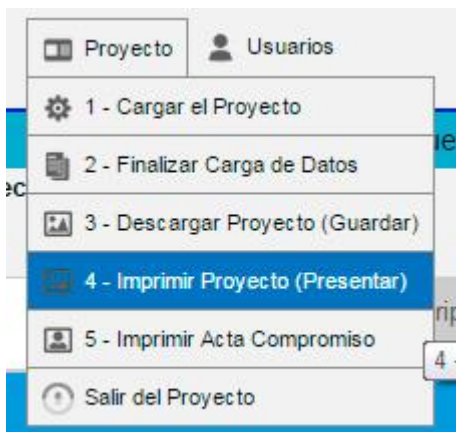 Proyecto Usuarios
1 - Cargar el Proyecto
2 - Finalizar Carga de Datos
3 - Descargar Proyecto (Guardar)
4 - Imprimir Proyecto (Presentar)
5 - Imprimir Acta Compromiso
4 -
Salir del Proyecto